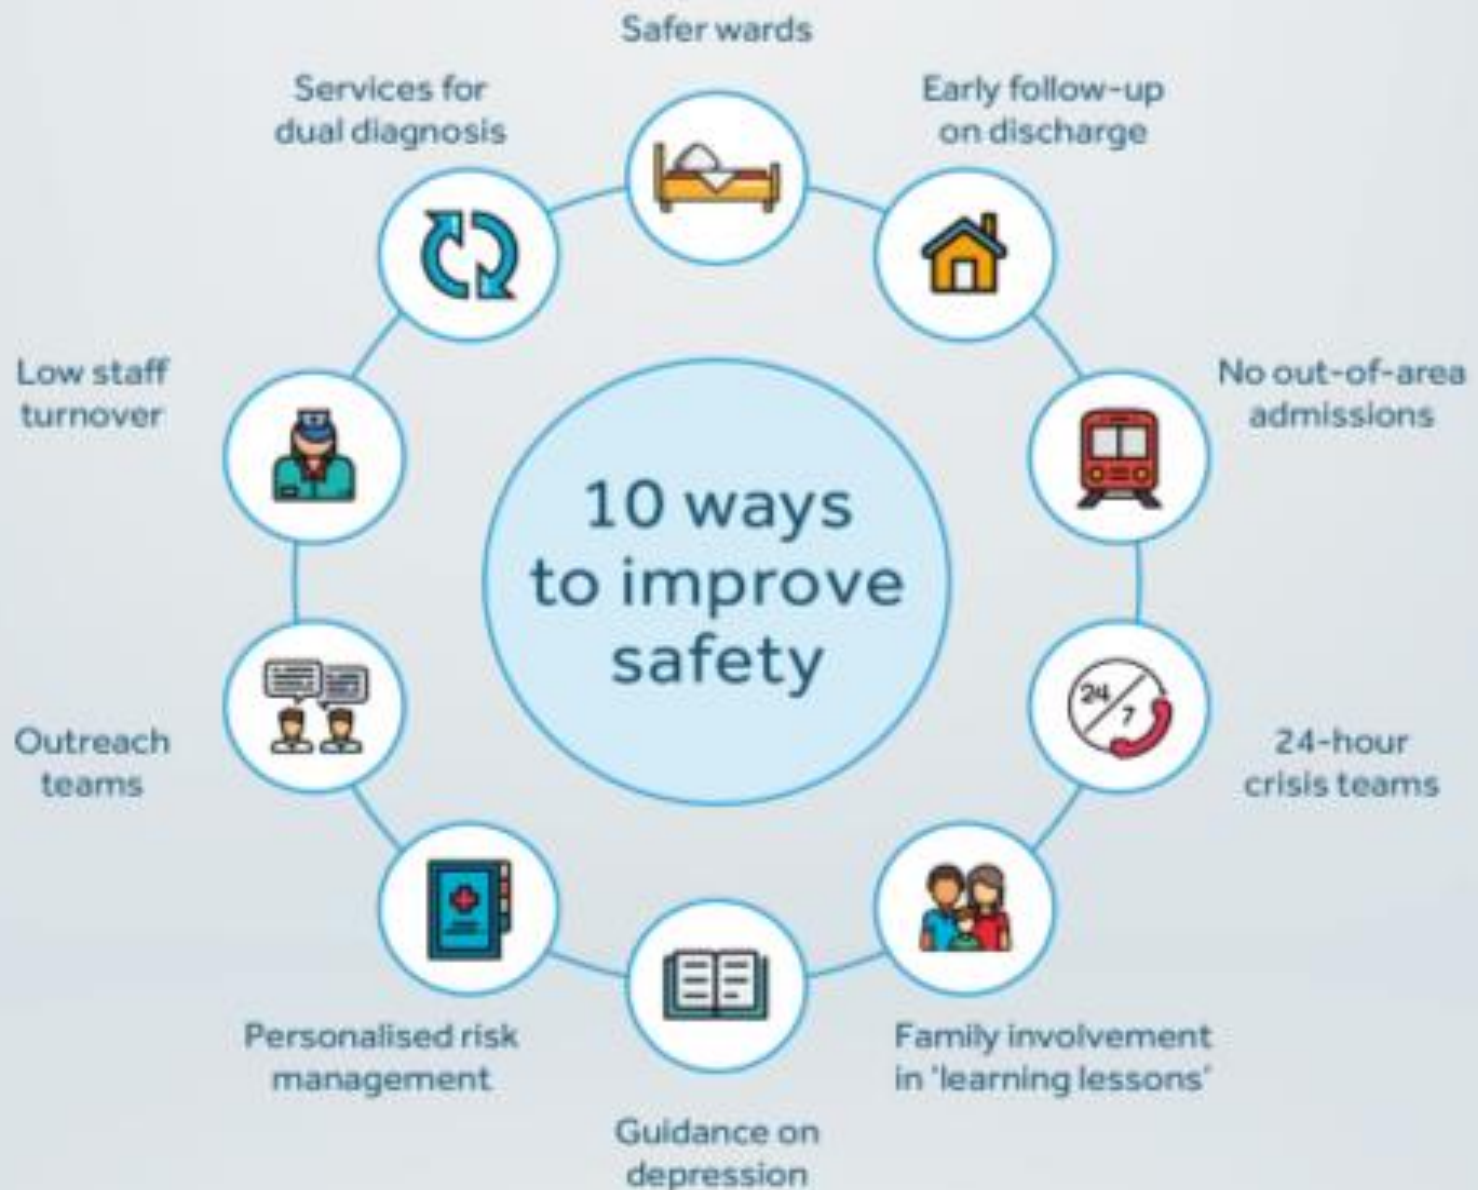 Safer wards
Early follow-up
on discharge
No out-of-area
admissions
24-hour
crisis teams
Family involvement
in 'learning lessons'
Guidance on
depression
Personalised risk
management
Outreach
teams
Low staff
turnover
Services for
dual diagnosis
10 ways
to improve
safety
24
7